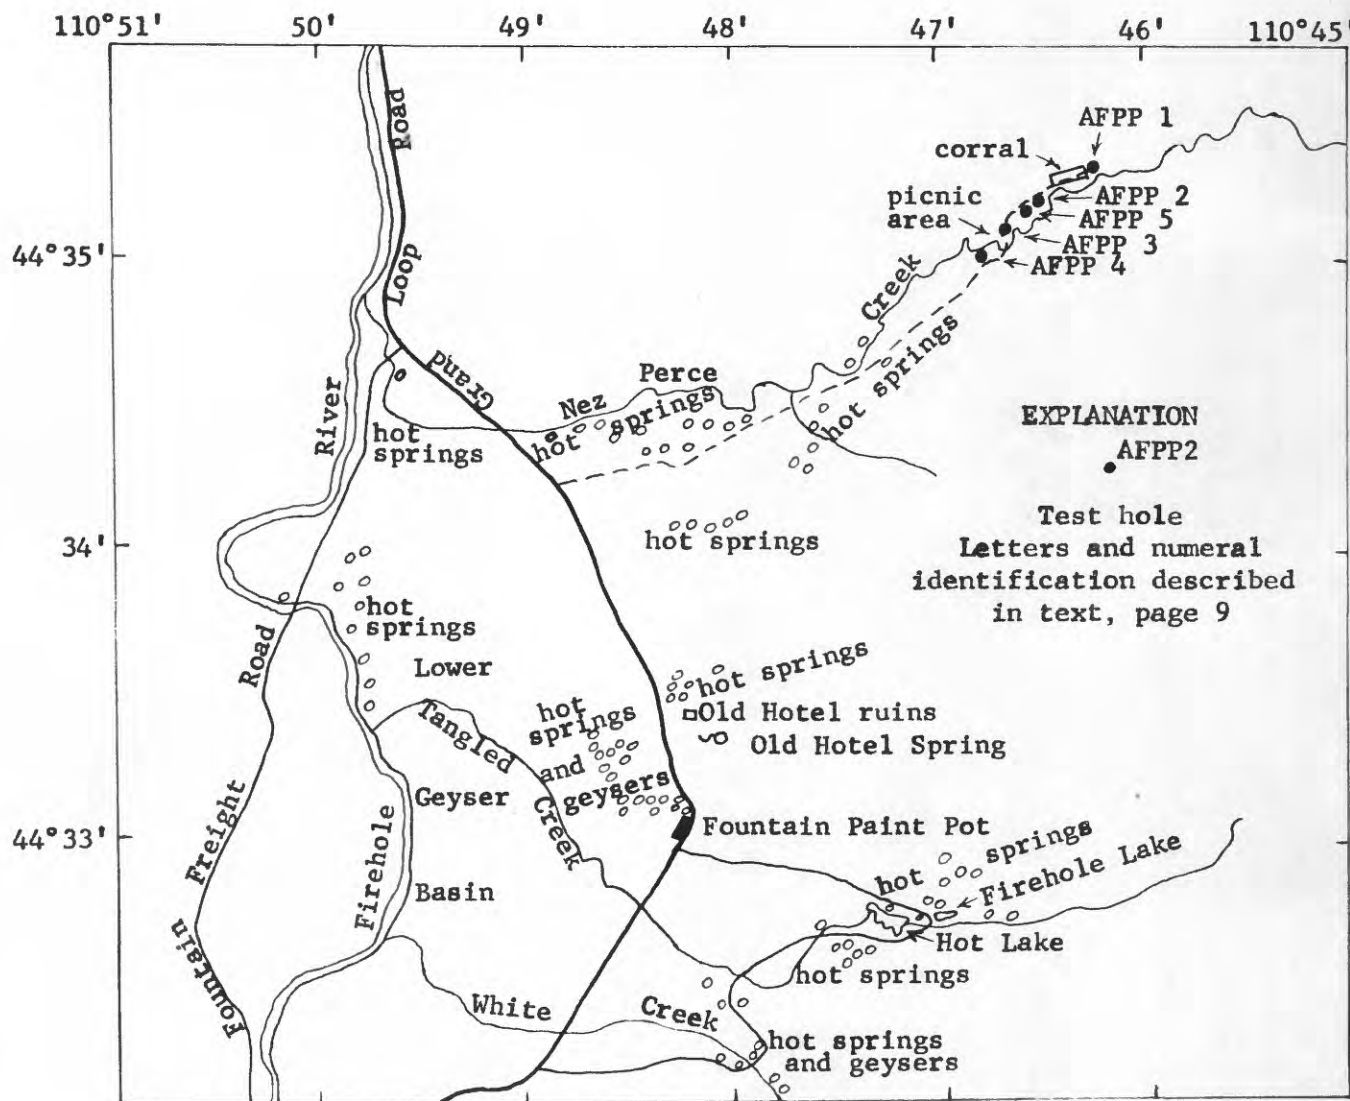 110°51' 50' 49' 48' 47' 46' 110°45'
Road
AFPP 1
corral
picnic
area
AFPP 2
AFPP 5
AFPP 3
AFPP 4
44°35'
Loop
Creek
Grand
Perce
Nez
hot springs
hot springs
River
hot
springs
EXPLANATION
AFPP2
Test hole
Letters and numeral
identification described
in text, page 9
hot springs
34'
hot
springs
Road
Lower
hot springs
Old Hotel ruins
Old Hotel Spring
hot
springs
and
geysers
Tangled
Creek
Geyser
Freight
Firehole
44°33'
Fountain Paint Pot
hot springs
Firehole Lake
Basin
Hot Lake
hot springs
Fountain
White
Creek
hot springs
and geysers